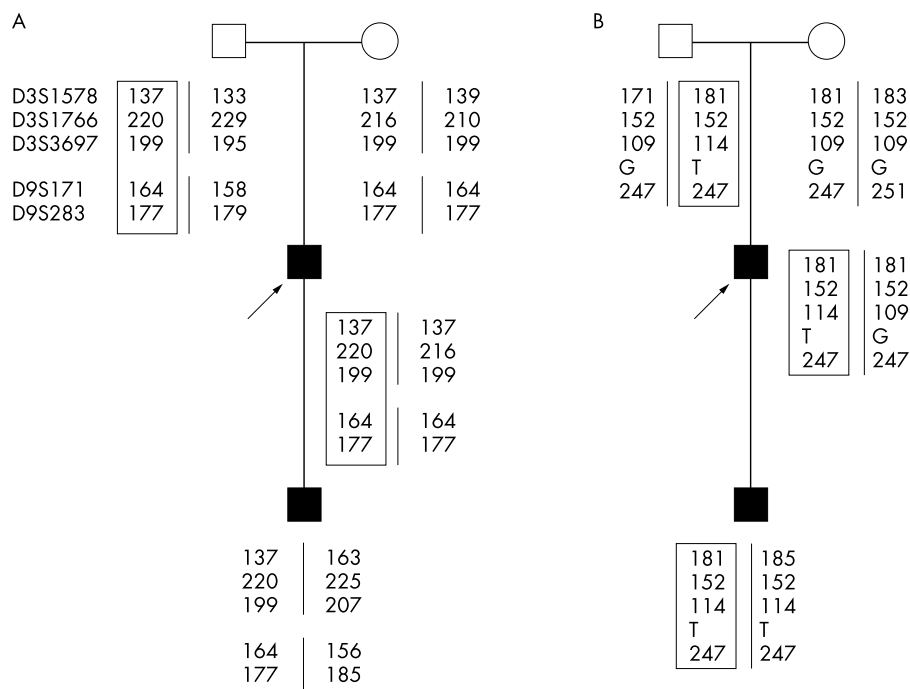 A
D3S1578 137 133 137 139
D3S1766 220 229 216 210
D3S3697 199 195 199 199
D9S171 164 158 164 164
D9S283 177 179 177 177
137 137
220 216
199 199
164 164
177 177
137 163
220 225
199 207
164 156
177 185
B
171 181 181 183
152 152 152 152
109 114 109 109
G T G G
247 247 247 251
181 181
152 152
114 109
T G
247 247
181 185
152 152
114 114
T T
247 247